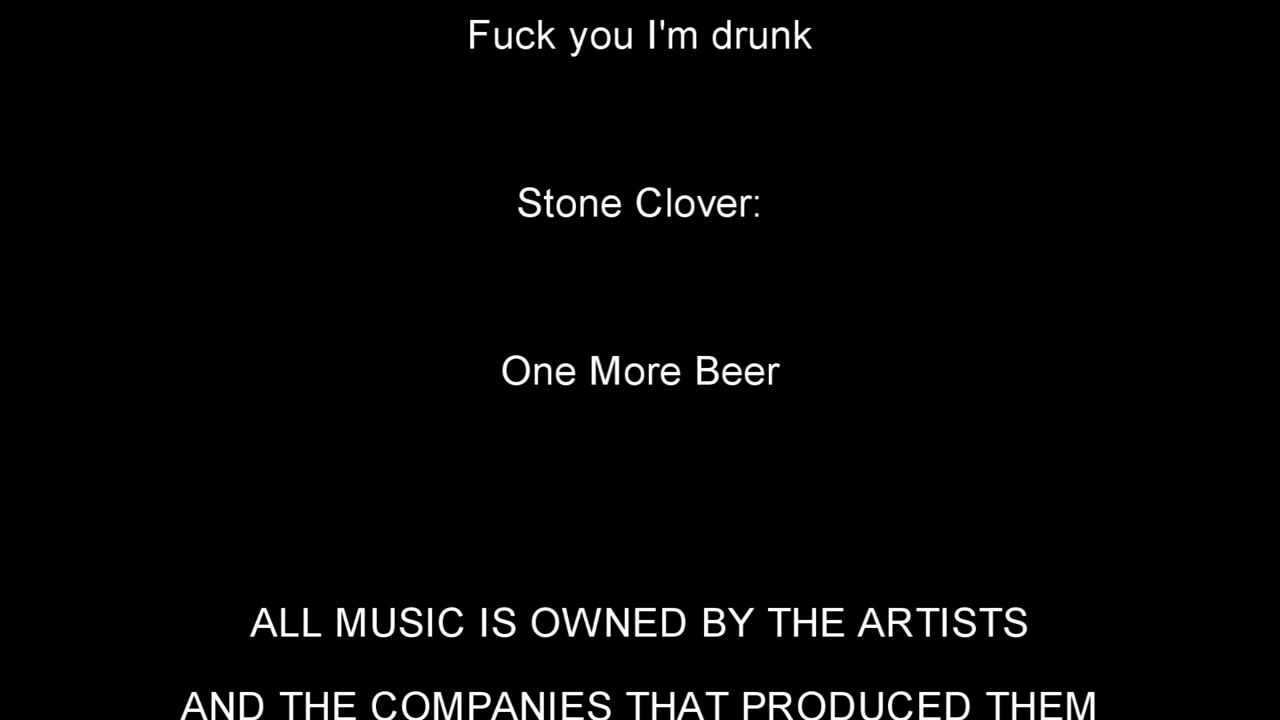 Fuck you I'm drunk
Stone Clover:
One More Beer
ALL MUSIC IS OWNED BY THE ARTISTS
AND THE COMPANIES THAT PRODUCED THEM